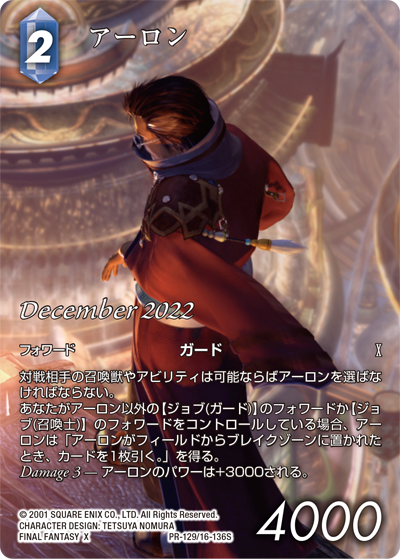 2
アーロン
December 2022
フォワード ガード X
対戦相手の召喚獣やアビリティは可能ならばアーロンを選ばな
ければならない。
あなたがアーロン以外の【ジョブ(ガード)】のフォワードか【ジョ
ブ(召喚士)】のフォワードをコントロールしている場合、アー
ロンは「アーロンがフィールドからブレイクゾーンに置かれた
とき、カードを1枚引く。」を得る。
Damage 3 ― アーロンのパワーは+3000される。
© 2001 SQUARE ENIX CO., LTD. All Rights Reserved.
CHARACTER DESIGN: TETSUYA NOMURA
FINAL FANTASY X PR-129/16-136S
4000